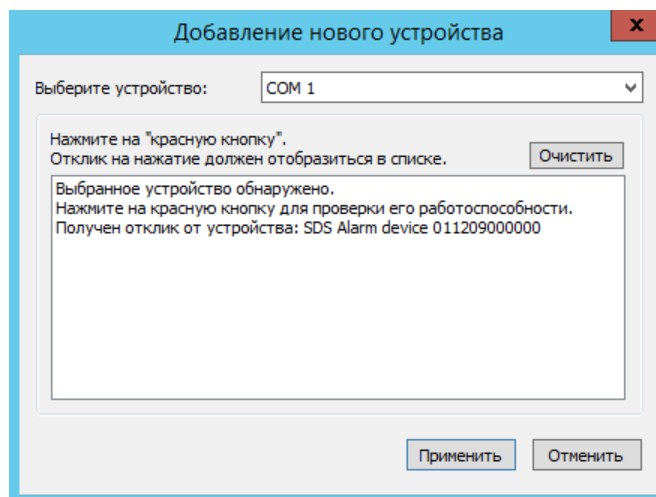 Добавление нового устройства
x
Выберите устройство:
COM 1
Нажмите на "красную кнопку".
Отклик на нажатие должен отобразиться в списке.
Очистить
Выбранное устройство обнаружено.
Нажмите на красную кнопку для проверки его работоспособности.
Получен отклик от устройства: SDS Alarm device 011209000000
Применить
Отменить